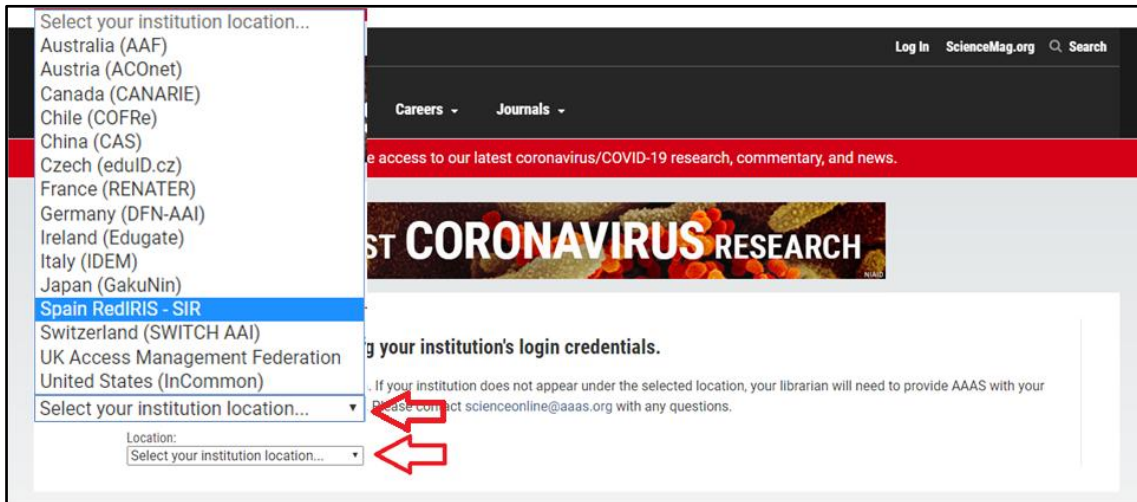 Select your institution location...
Australia (AAF)
Austria (ACOnet)
Canada (CANARIE)
Chile (COFRe)
China (CAS)
Czech (eduID.cz)
France (RENATER)
Germany (DFN-AAI)
Ireland (Edugate)
Italy (IDEM)
Japan (GakuNin)
Spain RedIRIS - SIR
Switzerland (SWITCH AAI)
UK Access Management Federation
United States (InCommon)
Select your institution location...
Log In ScienceMag.org Search
Careers Journals
access to our latest coronavirus/COVID-19 research, commentary, and news.
CORONAVIRUS RESEARCH
NIAID
your institution's login credentials.
. If your institution does not appear under the selected location, your librarian will need to provide AAAS with your
Please contact scienceonline@aaas.org with any questions.
Location:
Select your institution location...